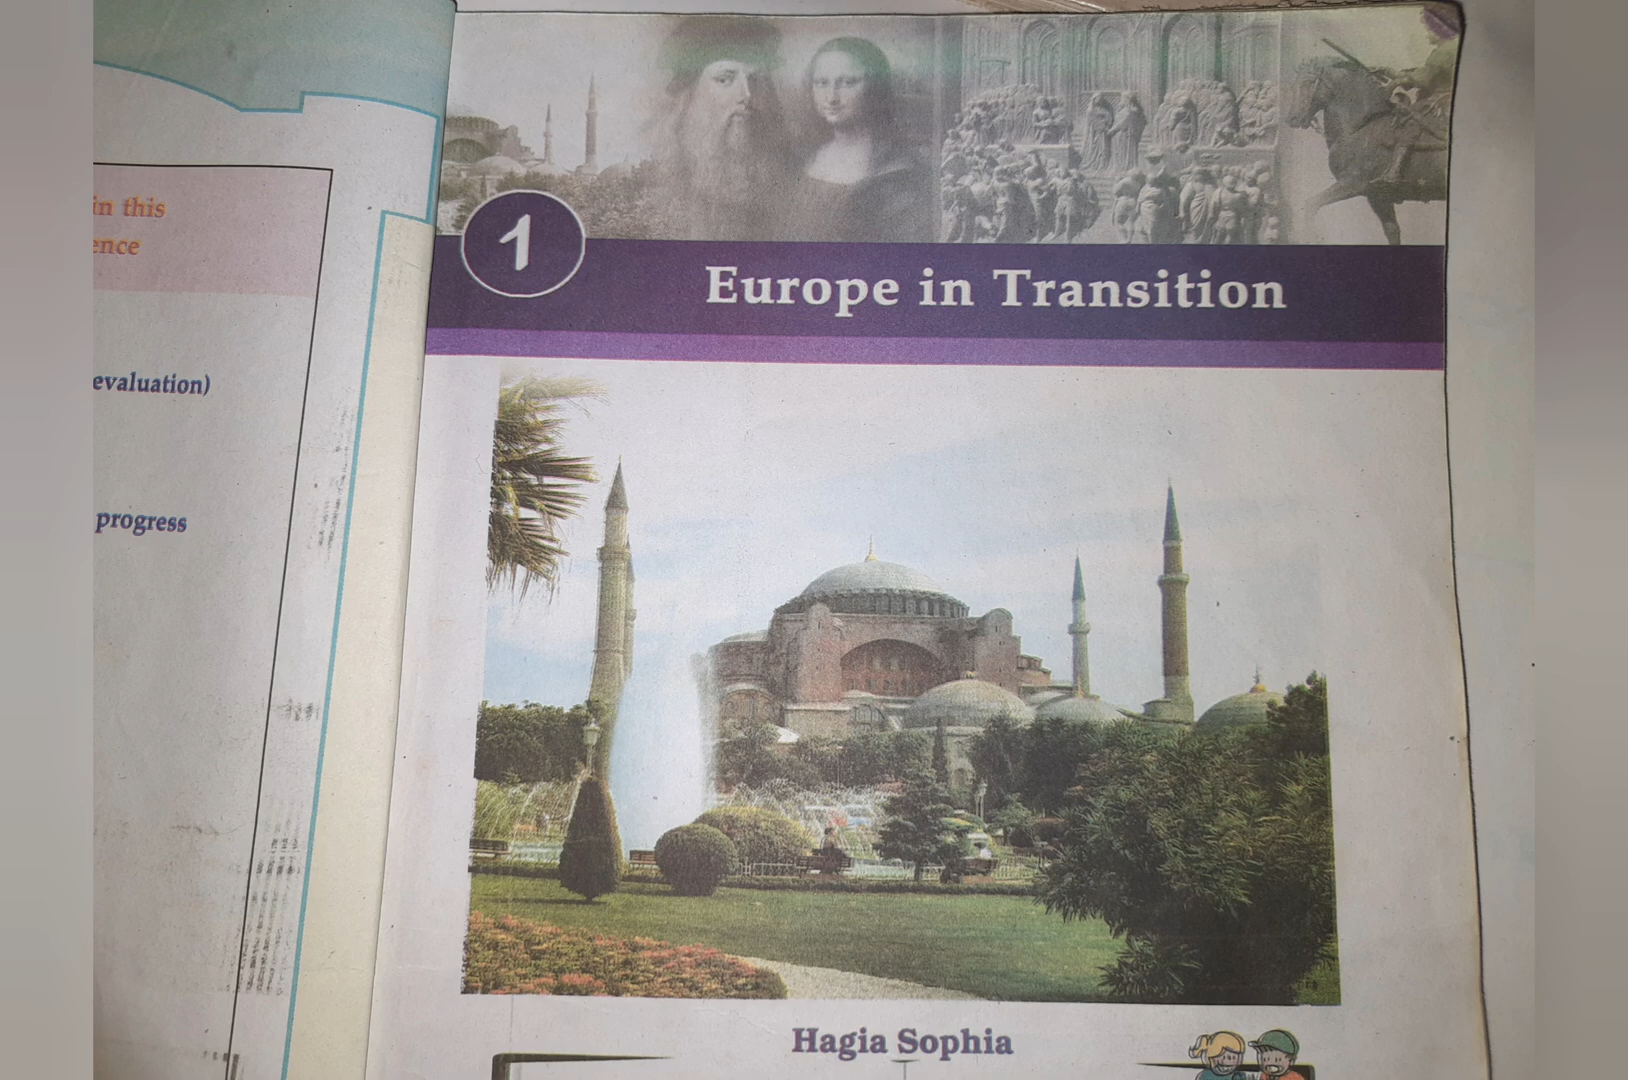 in this
ence
evaluation)
progress
1
Europe in Transition
Hagia Sophia